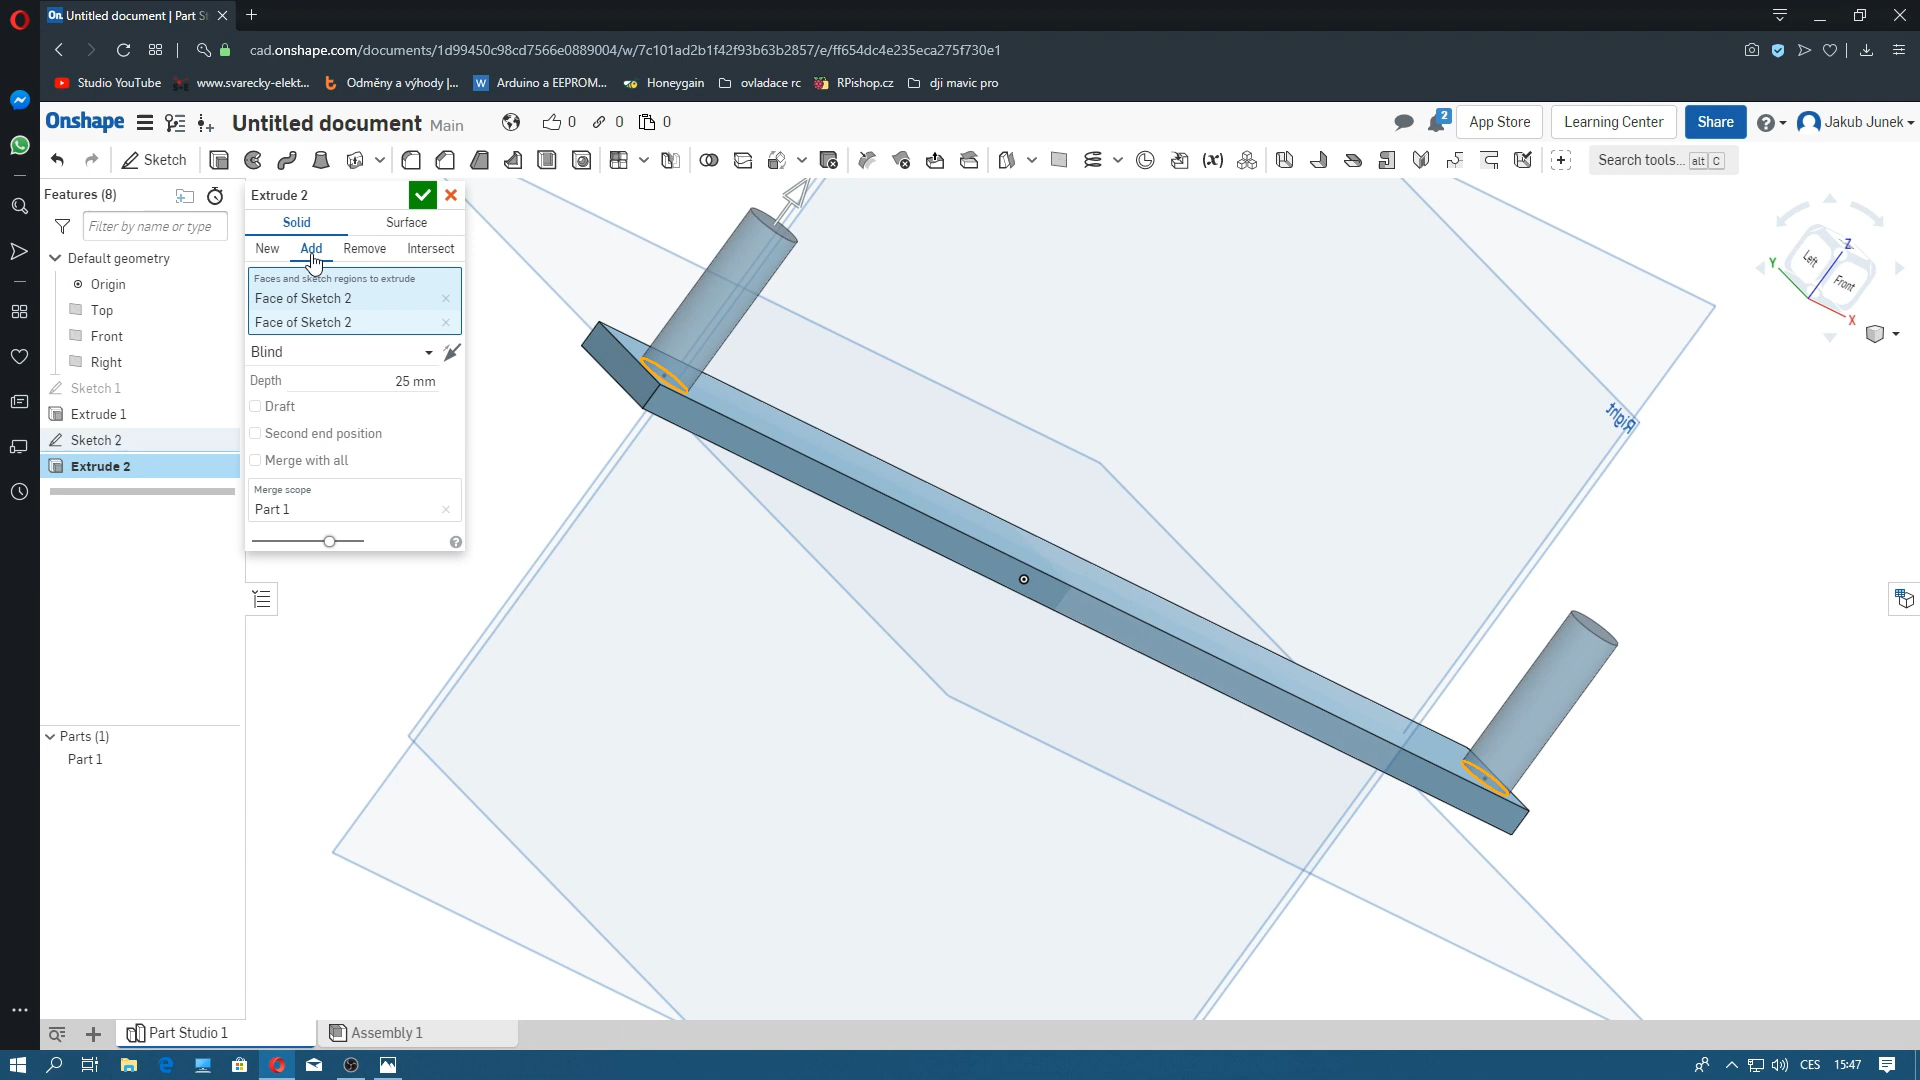 Untitled document | Part S
cad.onshape.com/documents/1d99450c98cd7566e0889004/w/7c101ad2b1f42f93b63b2857/e/ff654dc4e235eca275f730e1
Studio YouTube
www.svarecky-elekt...
Odměny a výhody |...
Arduino a EEPROM...
Honeygain
ovladace rc
RPishop.cz
dji mavic pro
Onshape
Untitled document Main
0
0
0
2
App Store
Learning Center
Share
Jakub Junek
Sketch
Search tools... alt C
Features (8)
Filter by name or type
Default geometry
Origin
Top
Front
Right
Sketch 1
Extrude 1
Sketch 2
Extrude 2
Parts (1)
Part 1
Extrude 2
Solid Surface
New Add Remove Intersect
Faces and sketch regions to extrude
Face of Sketch 2
Face of Sketch 2
Blind
Depth 25 mm
Draft
Second end position
Merge with all
Merge scope
Part 1
Right
Z
Y
X
Left
Front
Part Studio 1
Assembly 1
CES 15:47